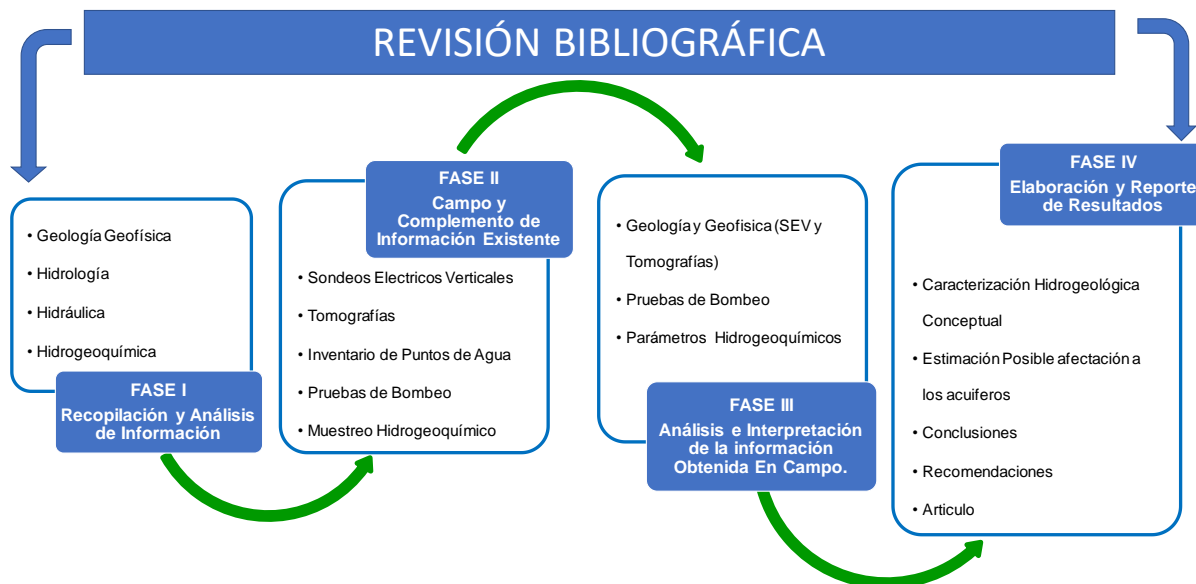 REVISIÓN BIBLIOGRÁFICA
• Geología Geofísica
• Hidrología
• Hidráulica
• Hidrogeoquímica
FASE I
Recopilación y Análisis
de Información
FASE II
Campo y
Complemento de
Información Existente
• Sondeos Electricos Verticales
• Tomografías
• Inventario de Puntos de Agua
• Pruebas de Bombeo
• Muestreo Hidrogeoquímico
• Geología y Geofisica (SEV y
Tomografías)
• Pruebas de Bombeo
• Parámetros Hidrogeoquímicos
FASE III
Análisis e Interpretación
de la información
Obtenida En Campo.
FASE IV
Elaboración y Reporte
de Resultados
• Caracterización Hidrogeológica
Conceptual
• Estimación Posible afectación a
los acuiferos
• Conclusiones
• Recomendaciones
• Articulo